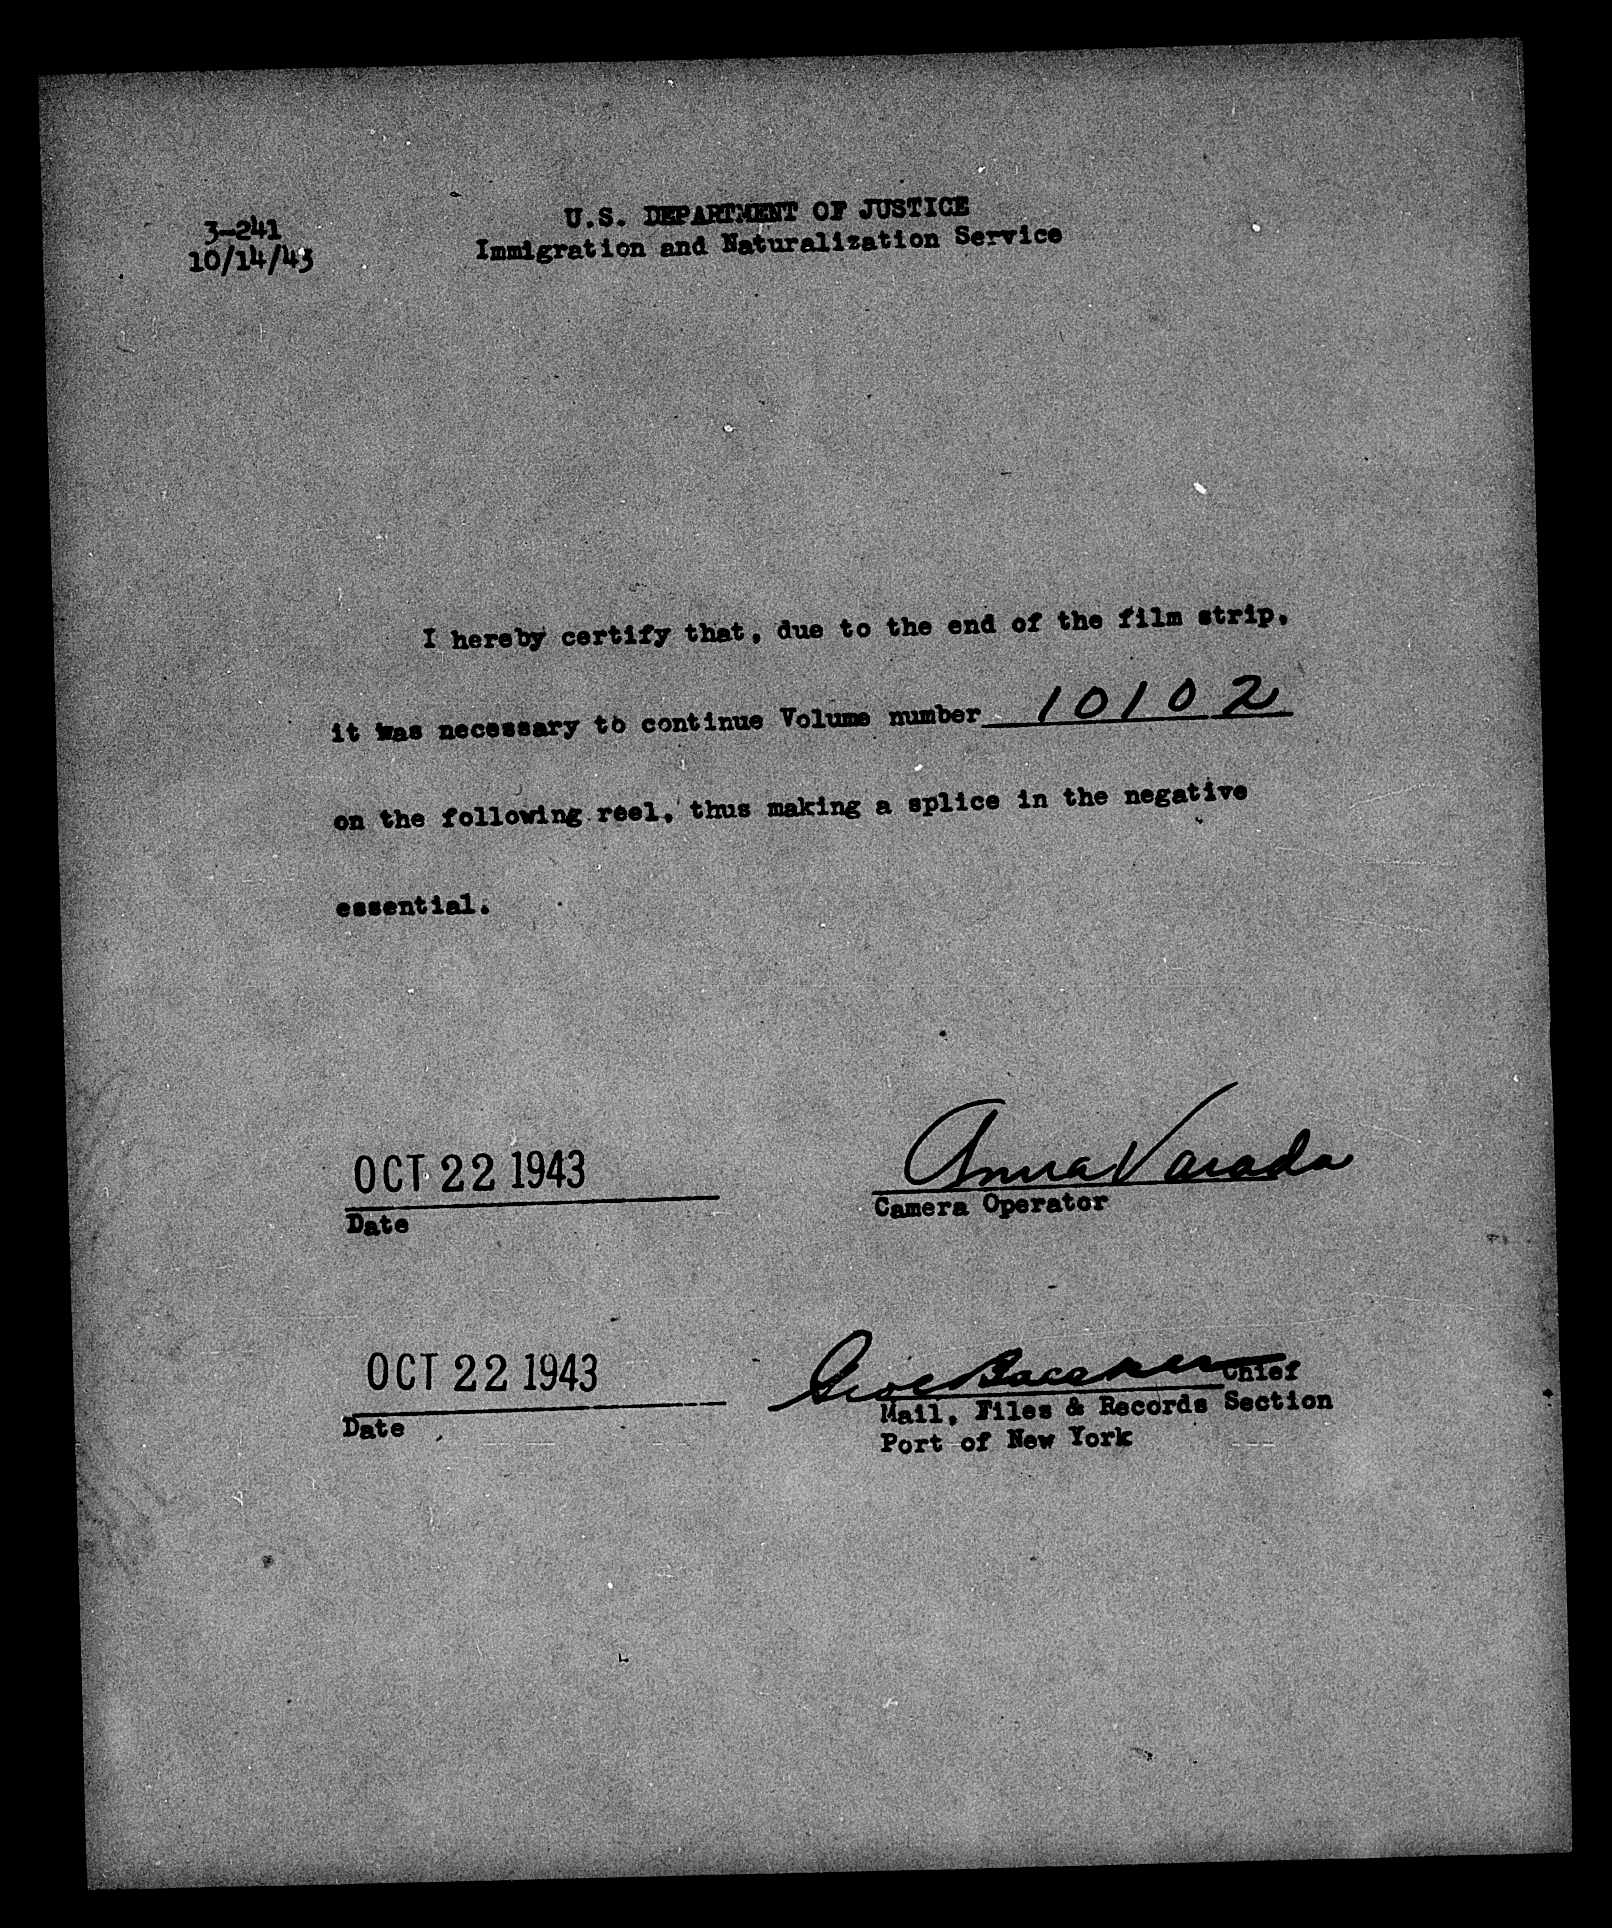 3-241
10/14/43
U.S. DEPARTMENT OF JUSTICE
Immigration and Naturalization Service
I hereby certify that, due to the end of the film strip,
it was necessary to continue Volume number 10102
on the following reel, thus making a splice in the negative
essential.
OCT 22 1943
Date
Anna Varada
Camera Operator
OCT 22 1943
Date
Chief
Mail, Files & Records Section
Port of New York